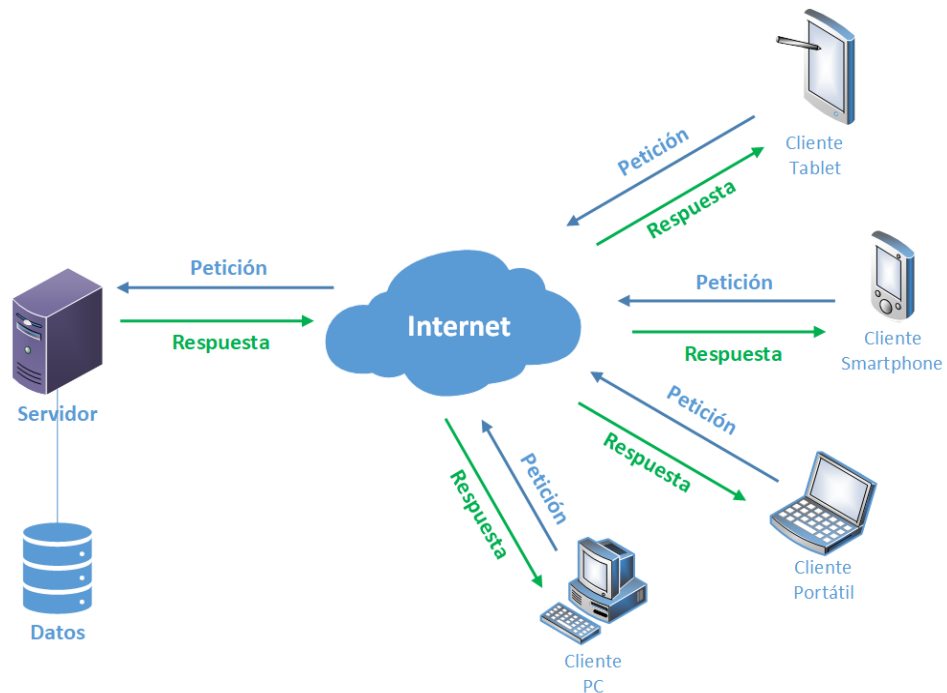 Cliente
Tablet
Petición
Respuesta
Petición
Respuesta
Servidor
Internet
Petición
Respuesta
Cliente
Smartphone
Petición
Respuesta
Cliente
Portátil
Petición
Respuesta
Cliente
PC
Datos